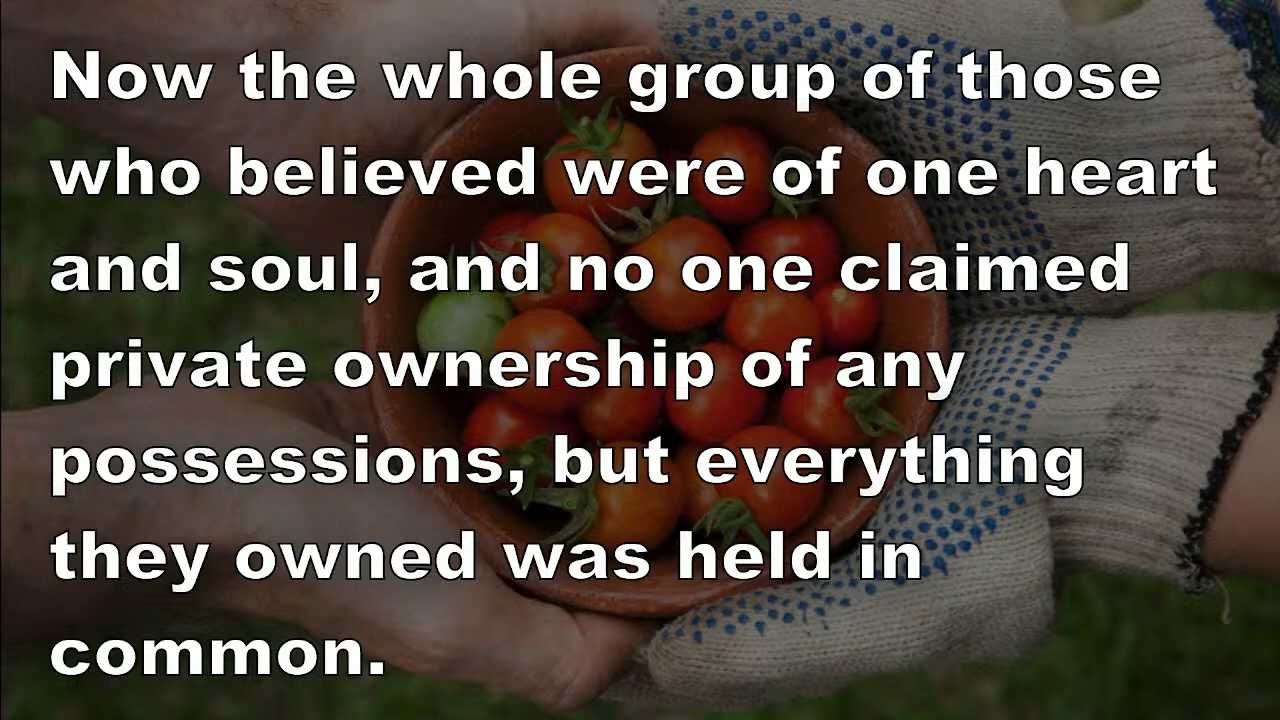 Now the whole group of those
who believed were of one heart
and soul, and no one claimed
private ownership of any
possessions, but everything
they owned was held in
common.